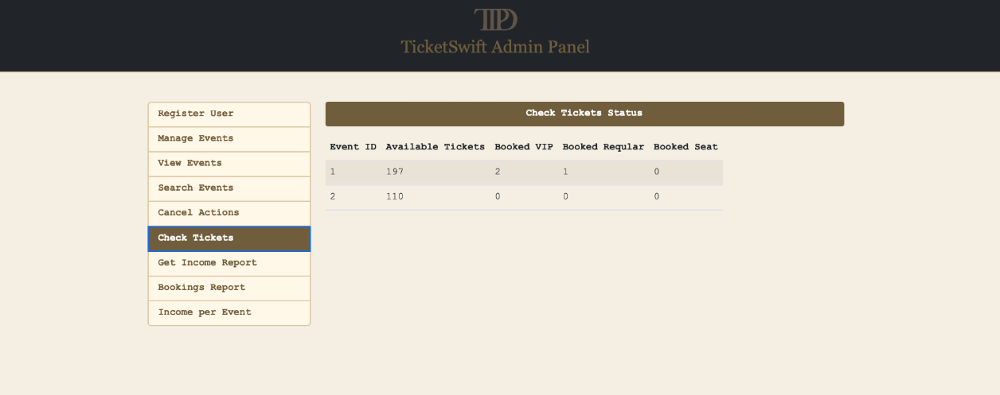 TicketSwift Admin Panel
Register User
Manage Events
View Events
Search Events
Cancel Actions
Check Tickets
Get Income Report
Bookings Report
Income per Event
Check Tickets Status
Event ID Available Tickets Booked VIP Booked Reqular Booked Seat
1 197 2 1 0
2 110 0 0 0